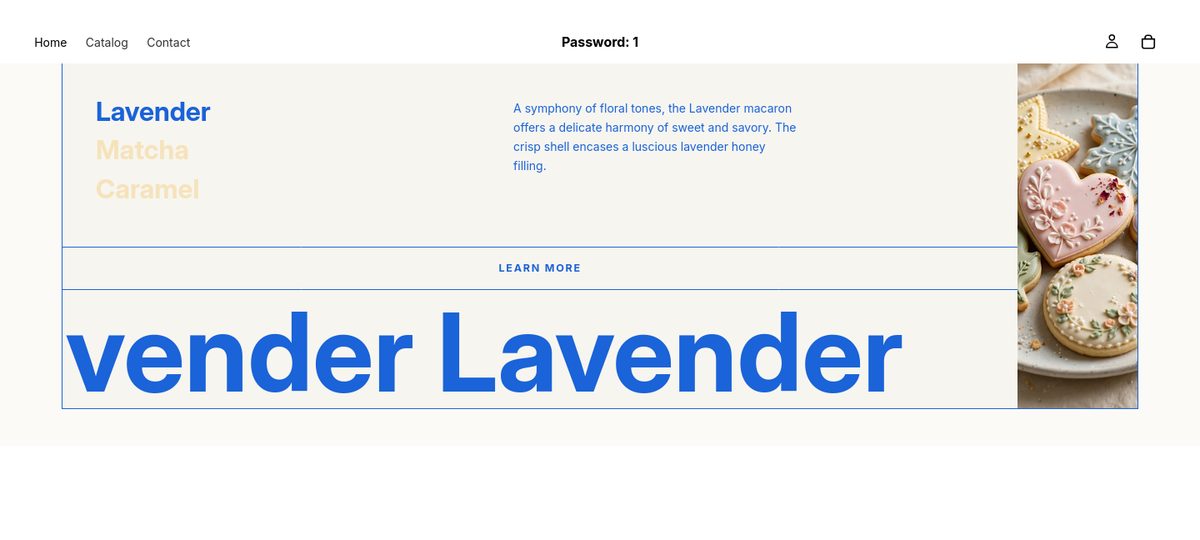 Home Catalog Contact Password: 1
Lavender
Matcha
Caramel
A symphony of floral tones, the Lavender macaron
offers a delicate harmony of sweet and savory. The
crisp shell encases a luscious lavender honey
filling.
LEARN MORE
vender Lavender